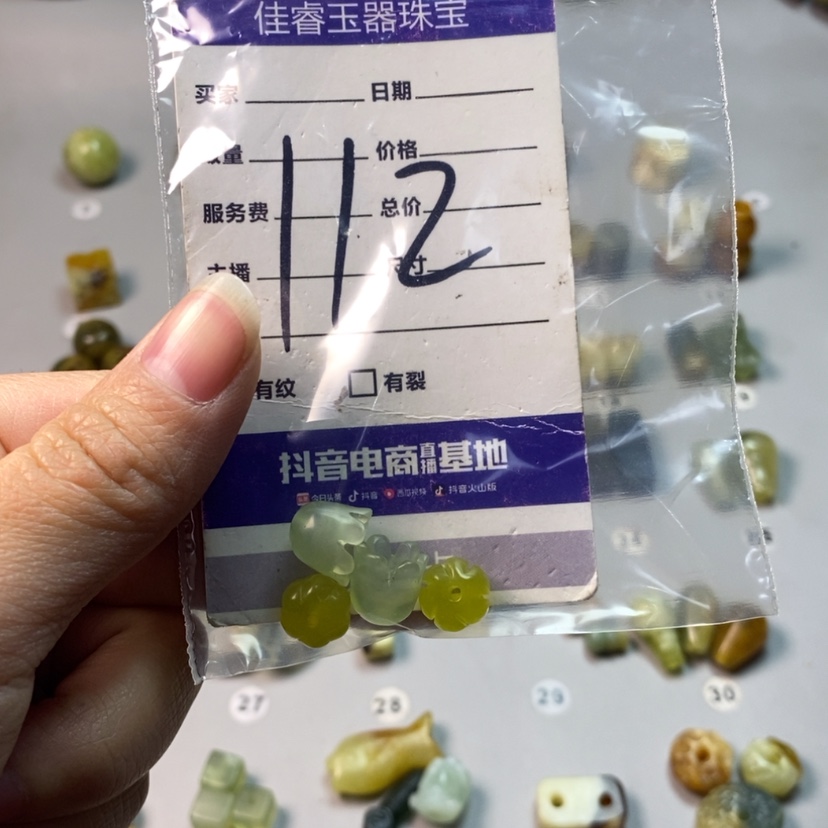 佳睿玉器珠宝
买家 日期
数量 价格
服务费 总价
主播 尺寸
112
有纹 有裂
抖音电商直播基地
今日头条 抖音 西瓜视频 抖音火山版
27 28 29 30